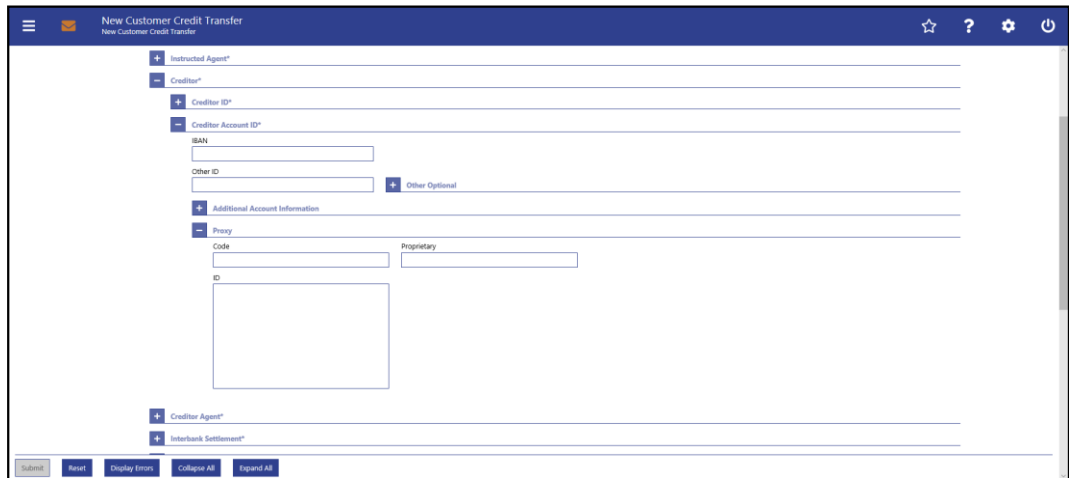 New Customer Credit Transfer
New Customer Credit Transfer
Instructed Agent*
Creditor*
Creditor ID*
Creditor Account ID*
IBAN
Other ID
Other Optional
Additional Account Information
Proxy
Code Proprietary
ID
Creditor Agent*
Interbank Settlement*
Submit Reset Display Errors Collapse All Expand All